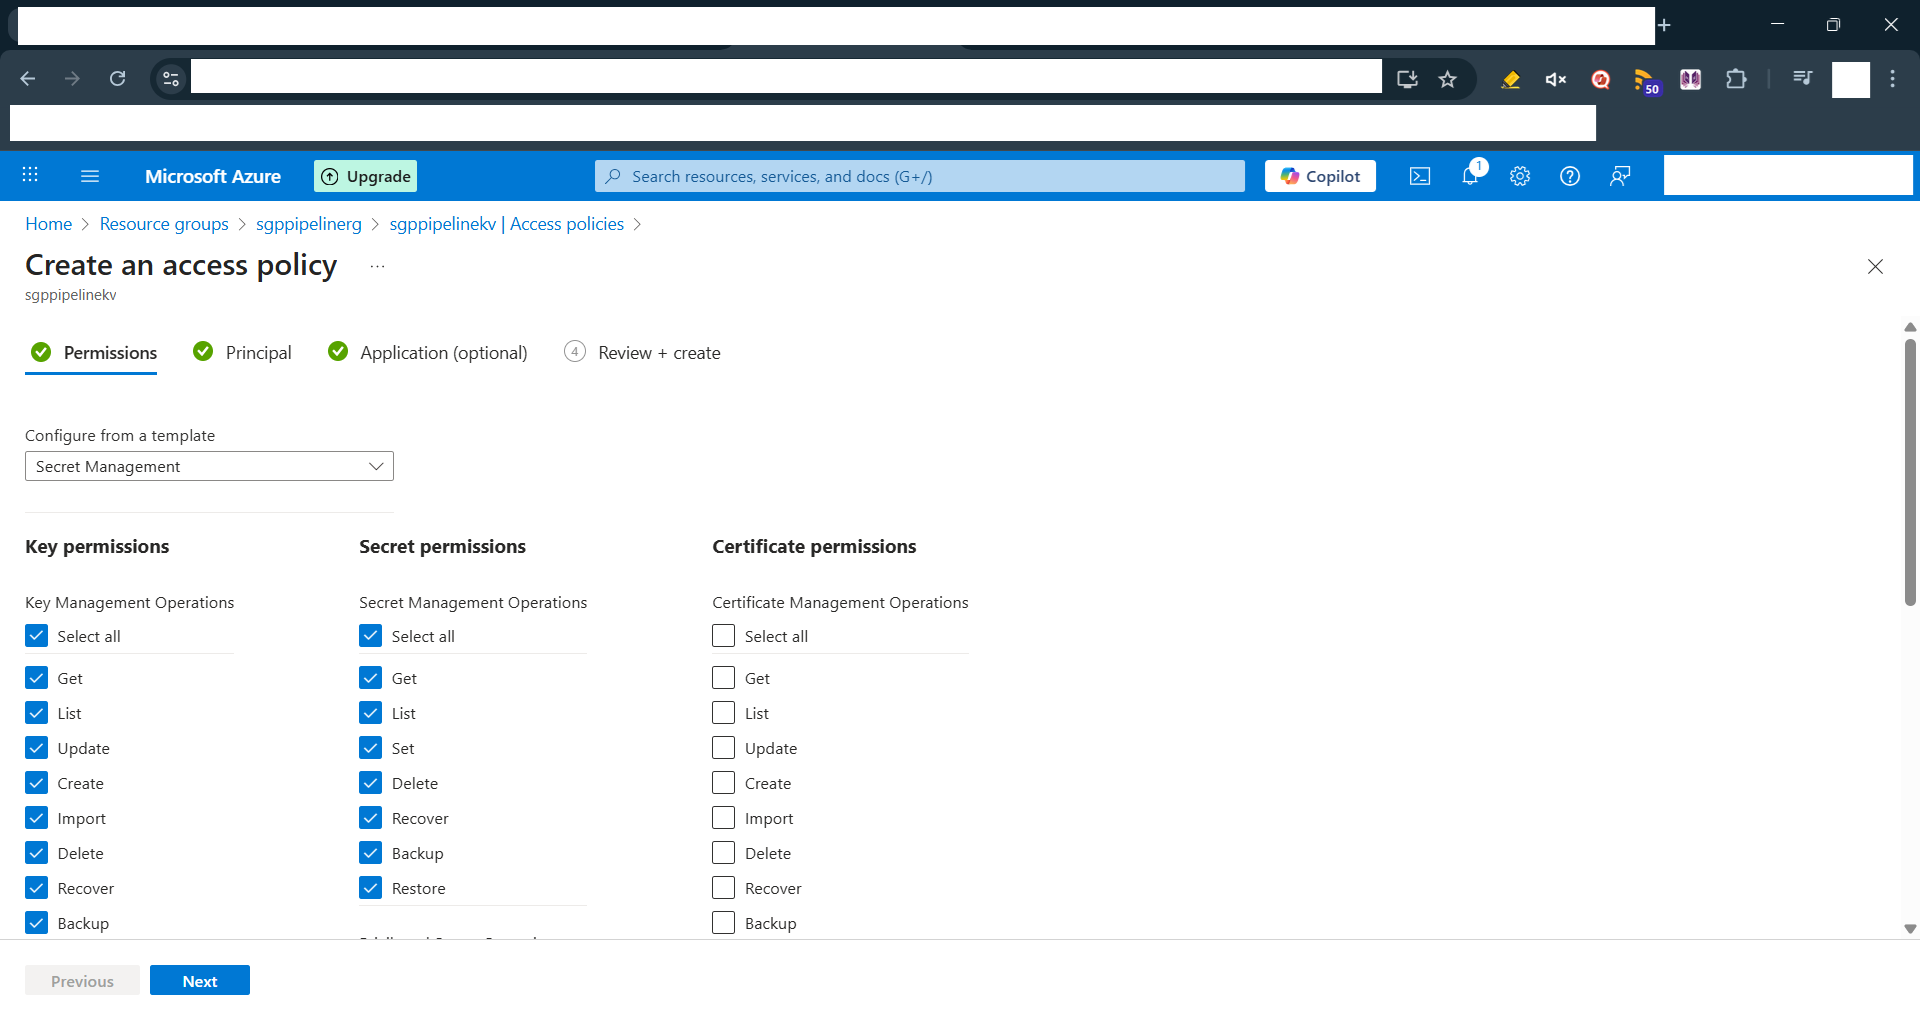 50
Microsoft Azure
Upgrade
Search resources, services, and docs (G+/)
Copilot
1
Home > Resource groups > sgppipelinerg > sgppipelinekv | Access policies >
Create an access policy ...
sgppipelinekv
Permissions
Principal
Application (optional)
4 Review + create
Configure from a template
Secret Management
Key permissions
Secret permissions
Certificate permissions
Key Management Operations
Select all
Get
List
Update
Create
Import
Delete
Recover
Backup
Secret Management Operations
Select all
Get
List
Set
Delete
Recover
Backup
Restore
Certificate Management Operations
Select all
Get
List
Update
Create
Import
Delete
Recover
Backup
Previous
Next